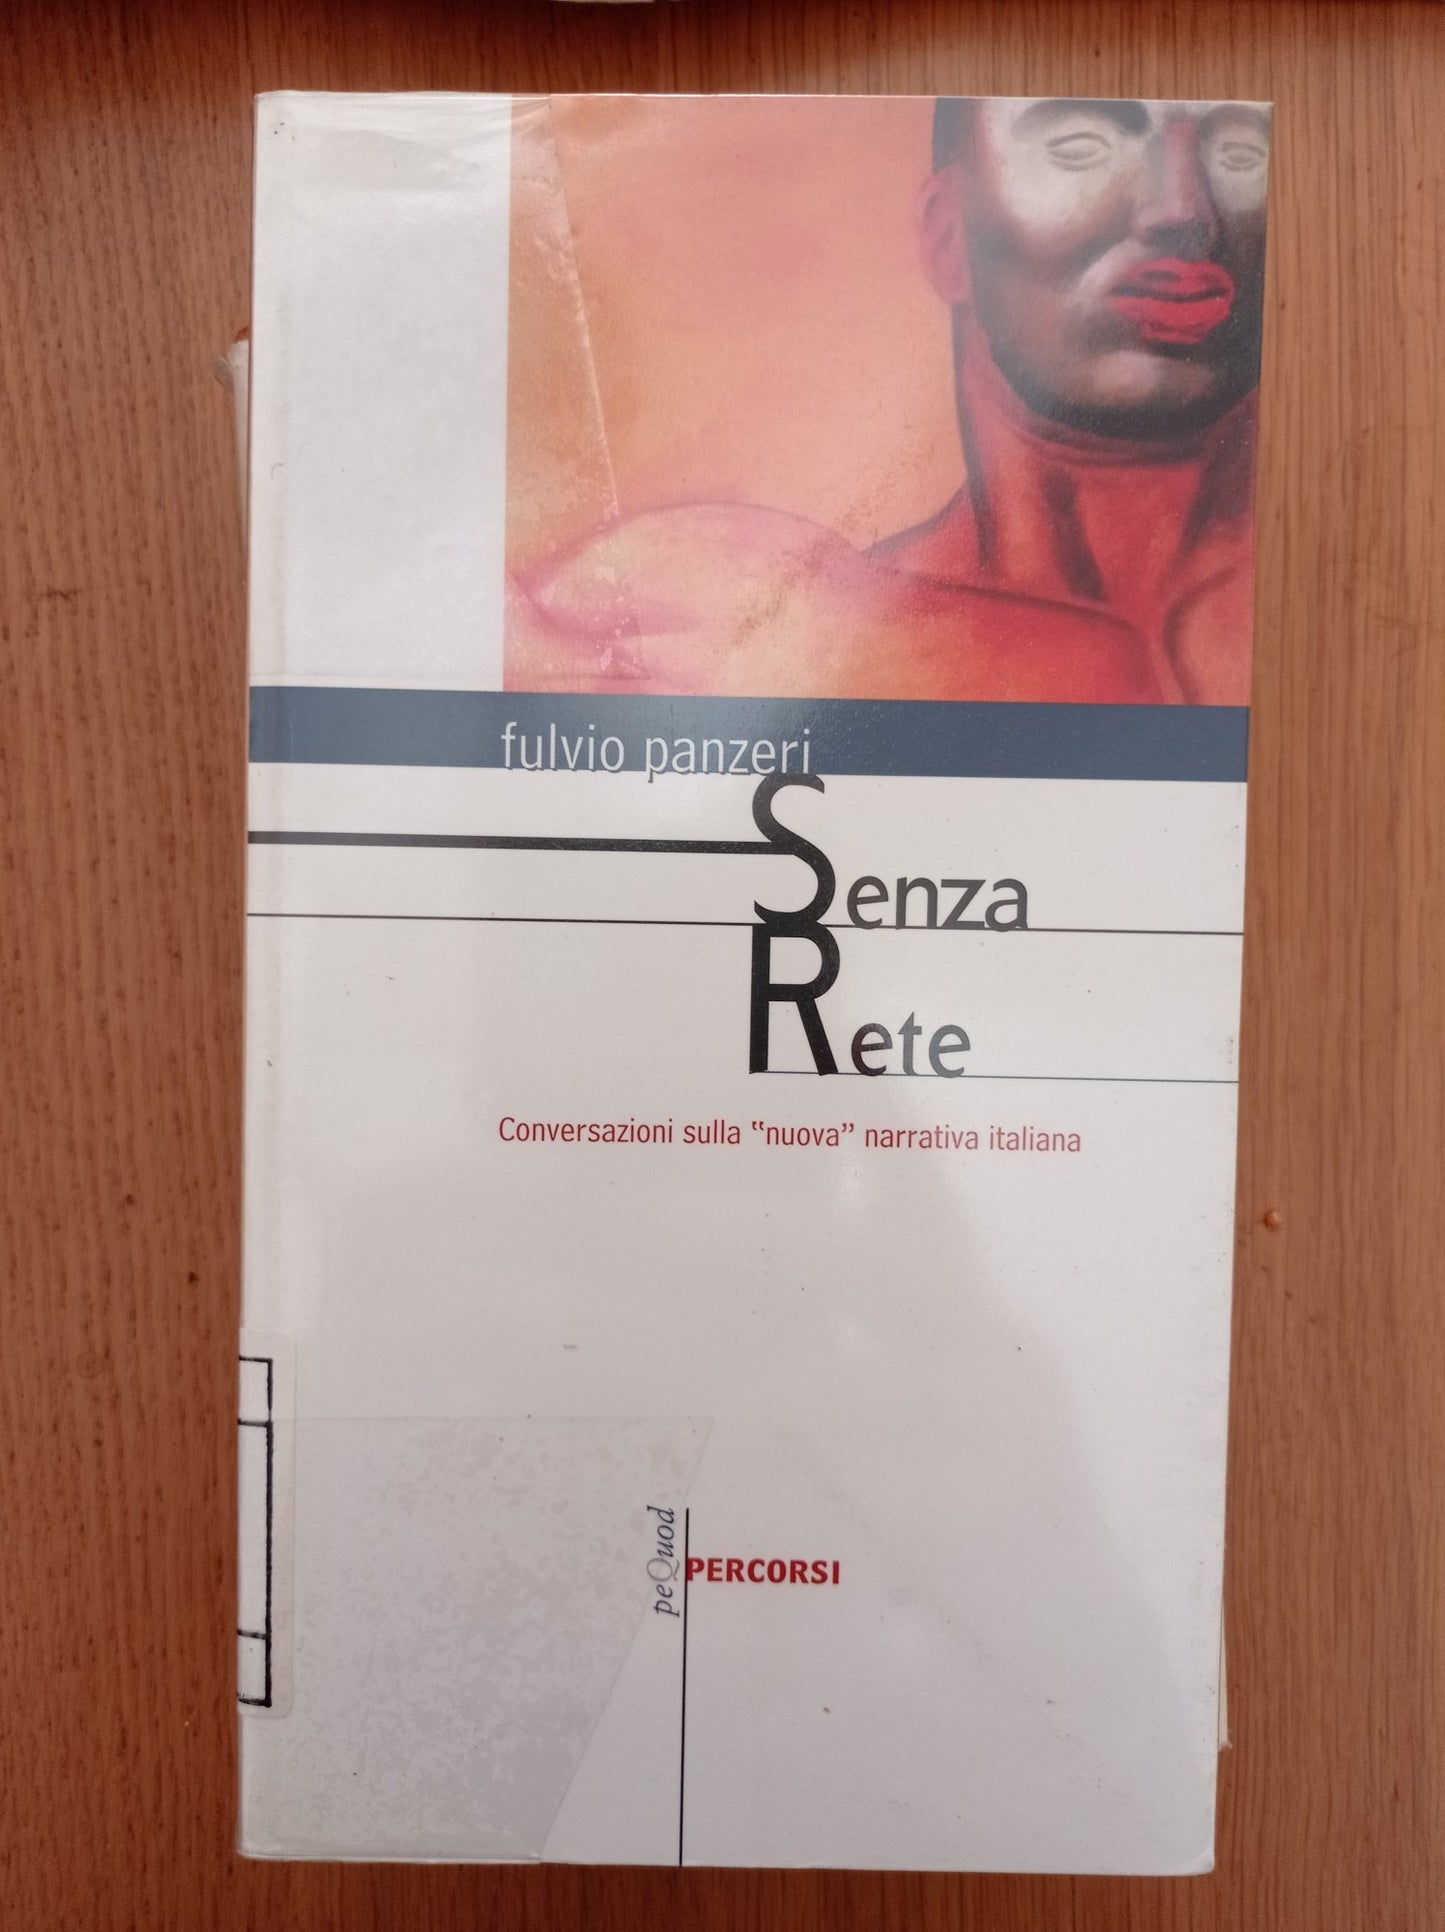 fulvio panzeri
Senza
Rete
Conversazioni sulla "nuova" narrativa italiana
peQuod
PERCORSI